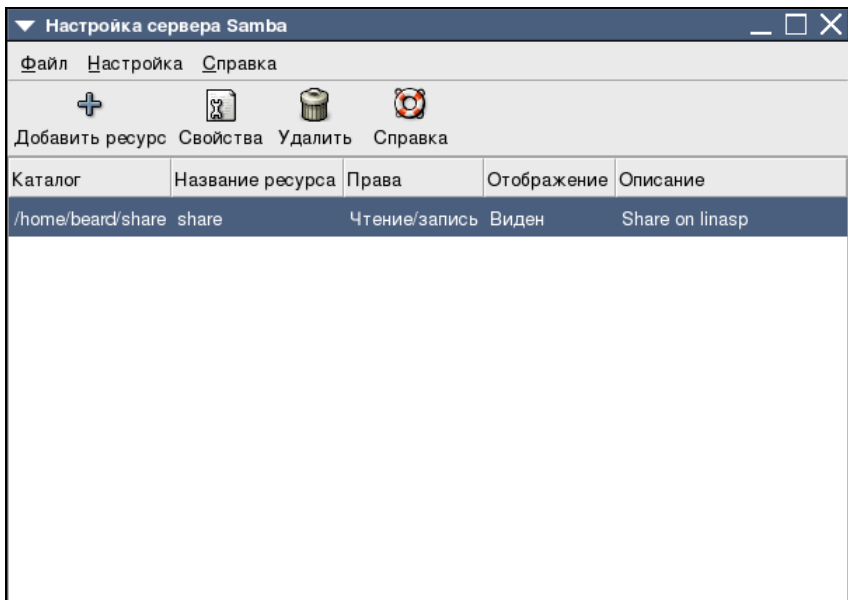 Настройка сервера Samba
Файл Настройка Справка
Добавить ресурс Свойства Удалить Справка
Каталог Название ресурса Права Отображение Описание
/home/beard/share share Чтение/запись Виден Share on linasp